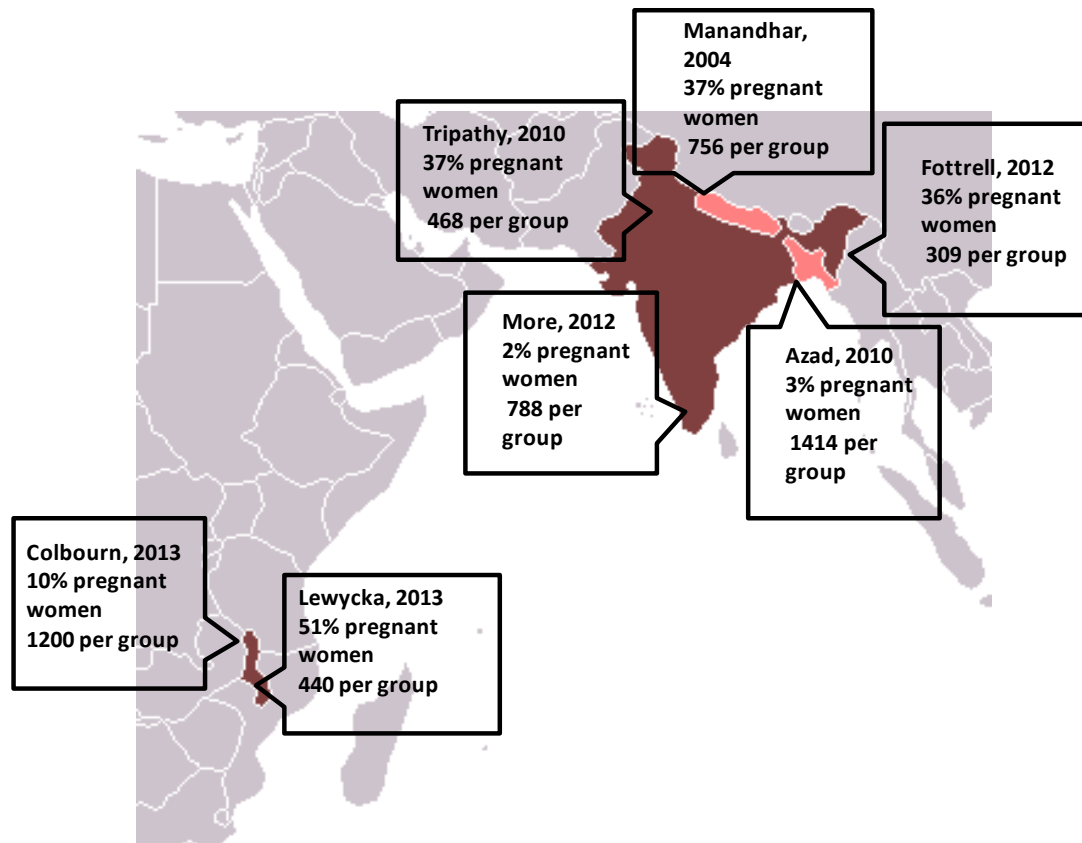 Manandhar,
2004
37% pregnant
women
756 per group
Tripathy, 2010
37% pregnant
women
468 per group
Fottrell, 2012
36% pregnant
women
309 per group
More, 2012
2% pregnant
women
788 per
group
Azad, 2010
3% pregnant
women
1414 per
group
Colbourn, 2013
10% pregnant
women
1200 per group
Lewycka, 2013
51% pregnant
women
440 per group